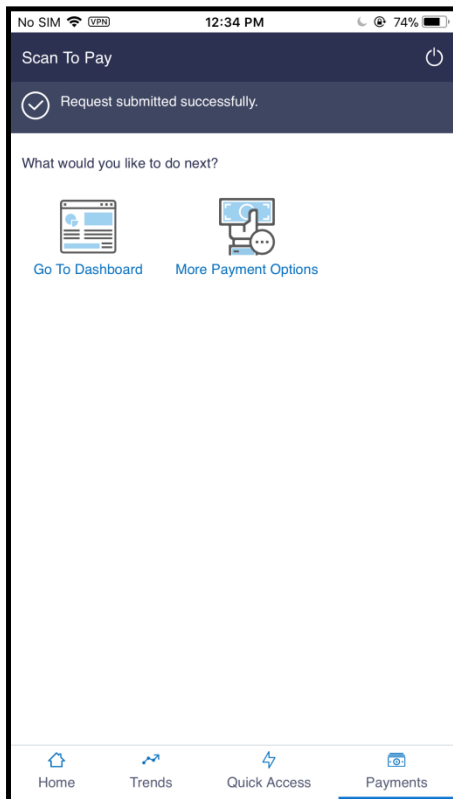 No SIM VPN 12:34 PM 74%
Scan To Pay
Request submitted successfully.
What would you like to do next?
Go To Dashboard More Payment Options
Home Trends Quick Access Payments